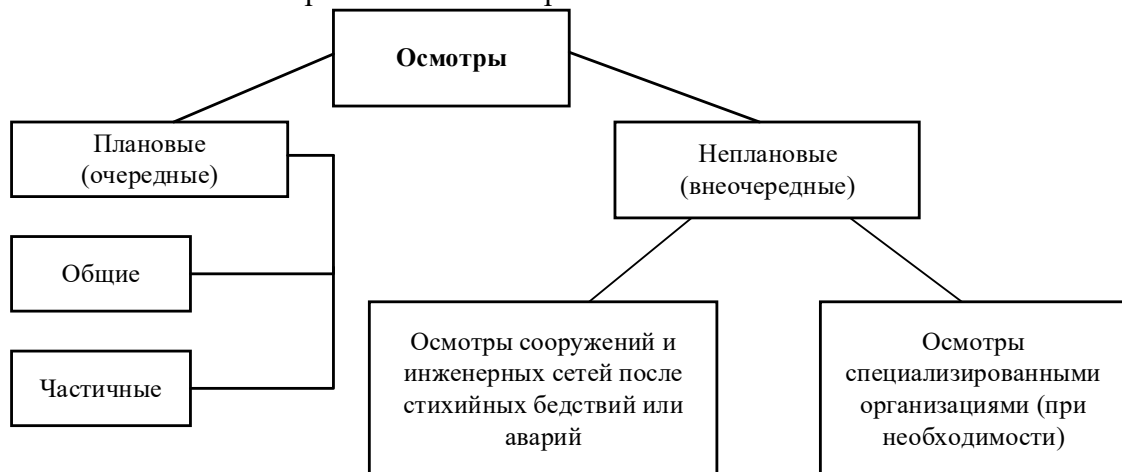 Осмотры
Плановые
(очередные)
Неплановые
(внеочередные)
Общие
Частичные
Осмотры сооружений и
инженерных сетей после
стихийных бедствий или
аварий
Осмотры
специализированными
организациями (при
необходимости)